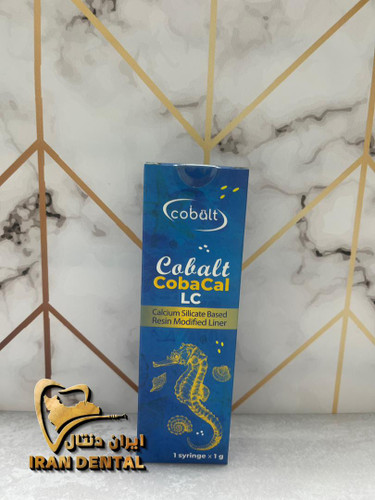 cobalt
Cobalt
CobaCal
LC
Calcium Silicate Based
Resin Modified Liner
1 syringe x 1 g
ایران دنتال
IRAN DENTAL